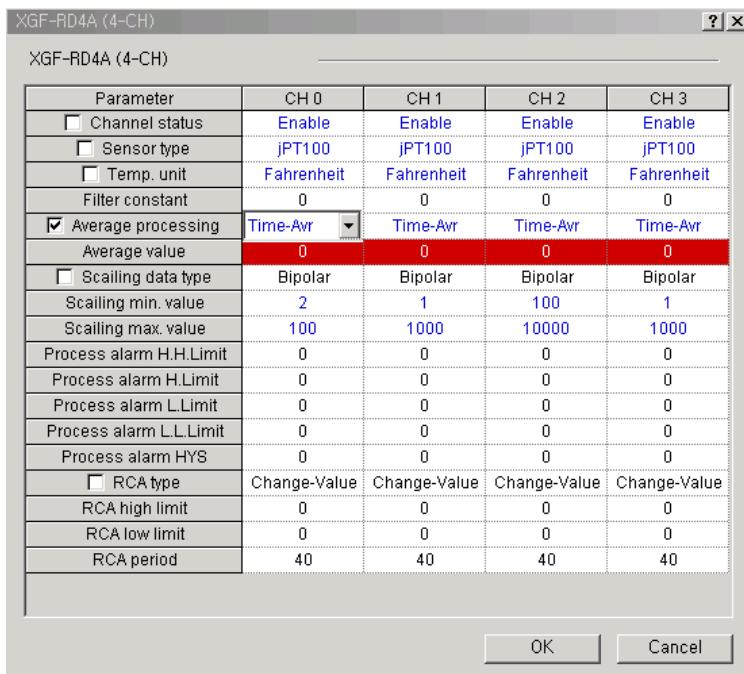 XGF-RD4A (4-CH)
XGF-RD4A (4-CH)
Parameter CH 0 CH 1 CH 2 CH 3
Channel status Enable Enable Enable Enable
Sensor type jPT100 jPT100 jPT100 jPT100
Temp. unit Fahrenheit Fahrenheit Fahrenheit Fahrenheit
Filter constant 0 0 0 0
Average processing Time-Avr Time-Avr Time-Avr Time-Avr
Average value 0 0 0 0
Scailing data type Bipolar Bipolar Bipolar Bipolar
Scailing min. value 2 1 100 1
Scailing max. value 100 1000 10000 1000
Process alarm H.H.Limit 0 0 0 0
Process alarm H.Limit 0 0 0 0
Process alarm L.Limit 0 0 0 0
Process alarm L.L.Limit 0 0 0 0
Process alarm HYS 0 0 0 0
RCA type Change-Value Change-Value Change-Value Change-Value
RCA high limit 0 0 0 0
RCA low limit 0 0 0 0
RCA period 40 40 40 40
OK Cancel